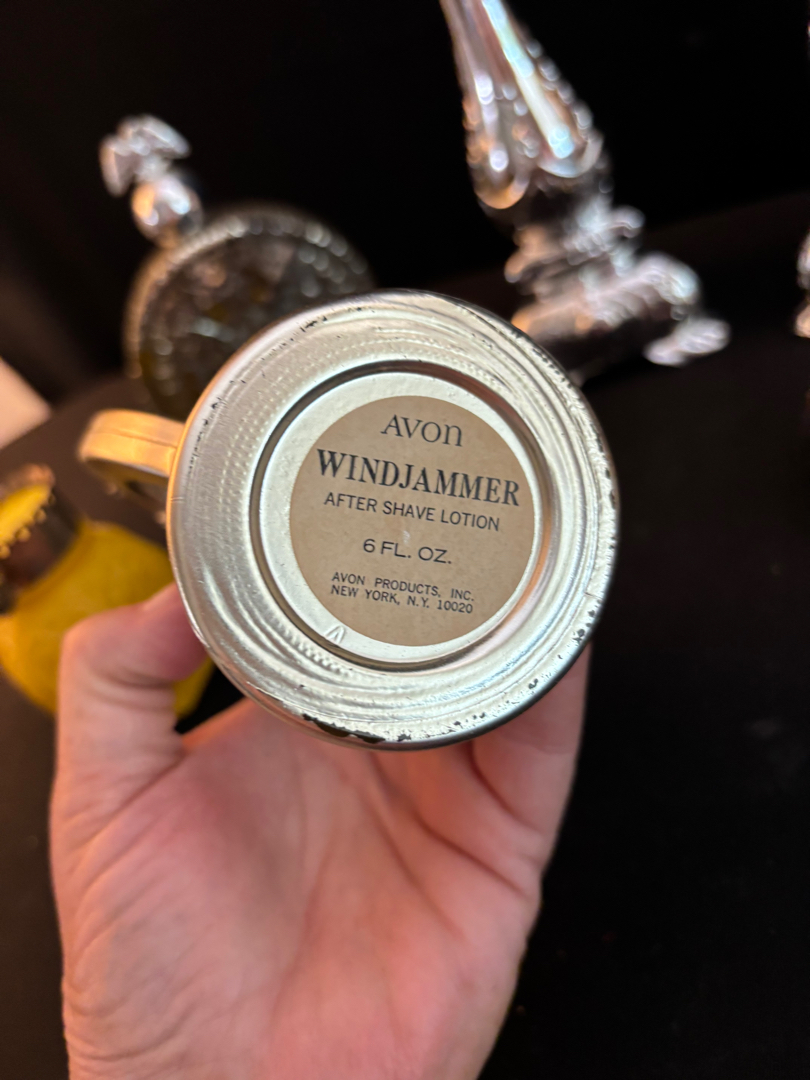 AVON
WINDJAMMER
AFTER SHAVE LOTION
6 FL. OZ.
AVON PRODUCTS, INC.
NEW YORK, N.Y. 10020